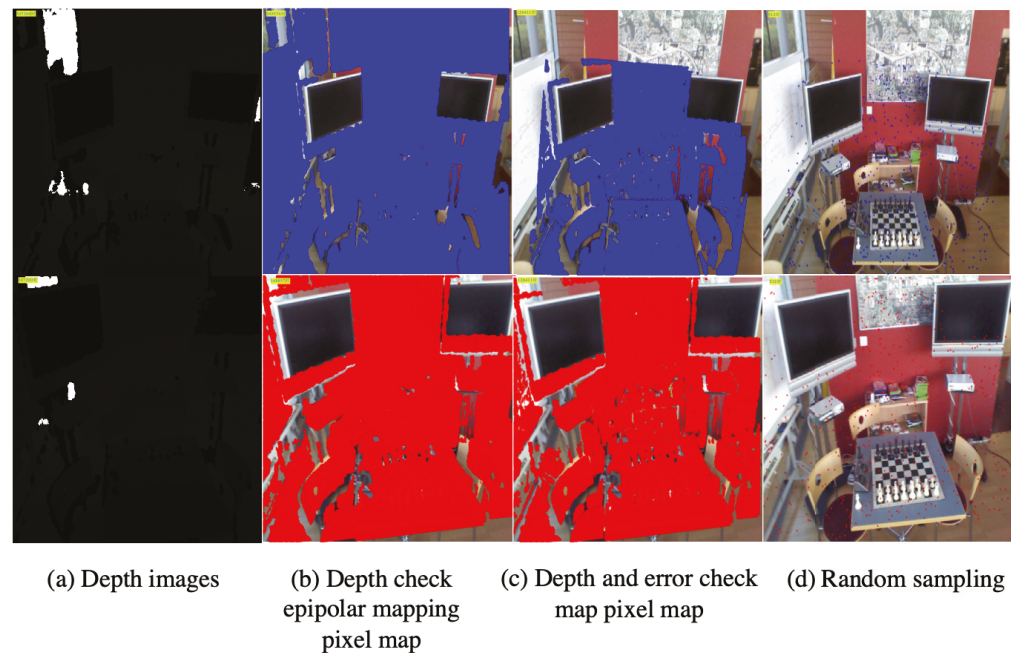 (a) Depth images
(b) Depth check
epipolar mapping
pixel map
(c) Depth and error check
map pixel map
(d) Random sampling